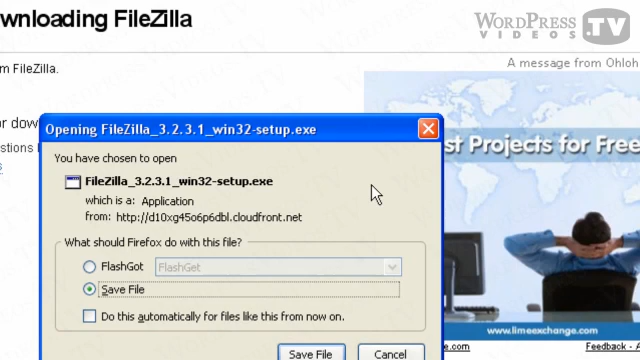 wnloading FileZilla
WORDPRESS
VIDEOS
.TV
m FileZilla.
A message from Ohloh
or dow
stions
s
Opening FileZilla_3.2.3.1_win32-setup.exe
st Projects for Free
You have chosen to open
FileZilla_3.2.3.1_win32-setup.exe
which is a: Application
from: http://d10xg45o6p6dbl.cloudfront.net
What should Firefox do with this file?
FlashGot
FlashGet
Save File
Do this automatically for files like this from now on.
www.limeexchange.com
Save File
Cancel
e.com
Feedback - A